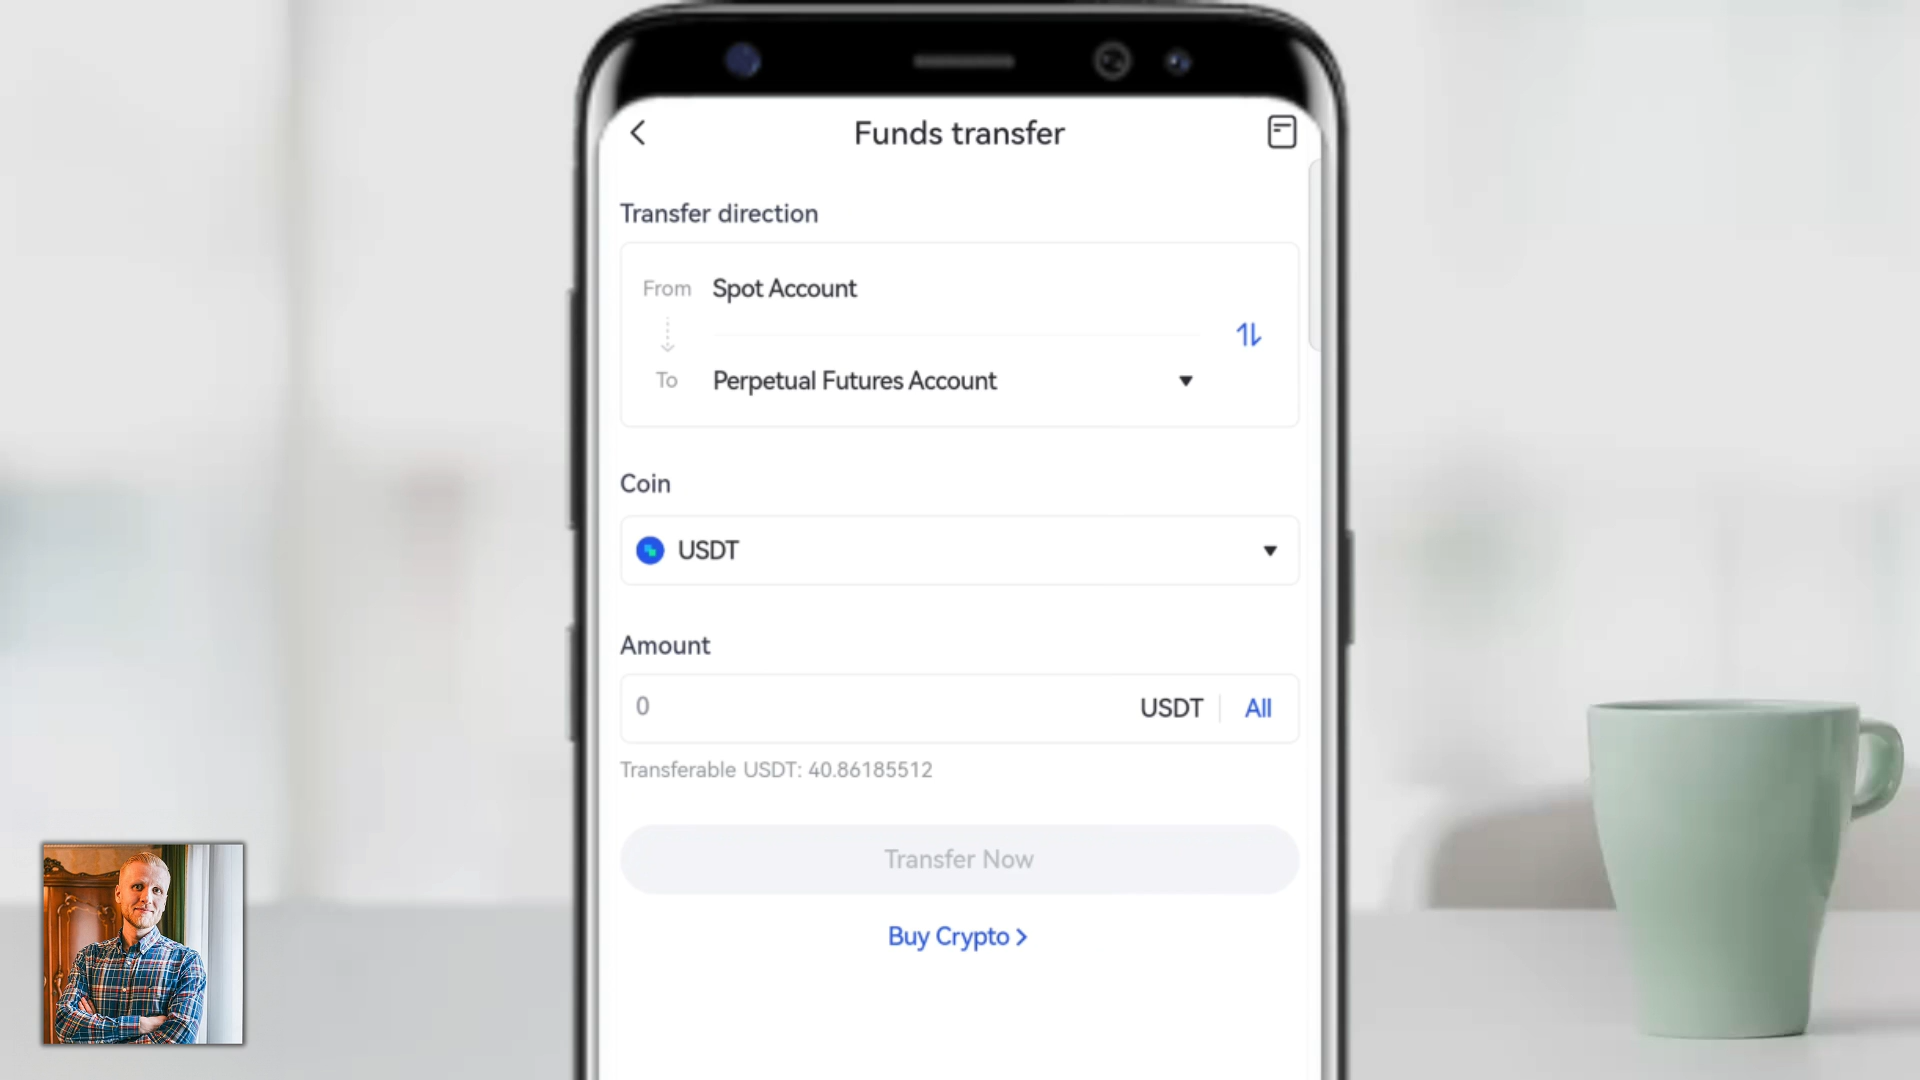 Funds transfer
Transfer direction
From Spot Account
To Perpetual Futures Account
Coin
USDT
Amount
0 USDT All
Transferable USDT: 40.86185512
Transfer Now
Buy Crypto >